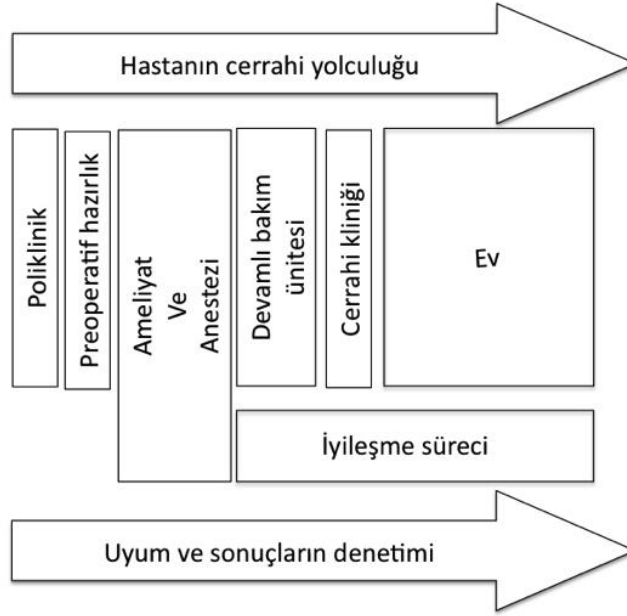 Hastanın cerrahi yolculuğu
Poliklinik
Preoperatif hazırlık
Ameliyat
Ve
Anestezi
Devamlı bakım
ünitesi
Cerrahi kliniği
Ev
İyileşme süreci
Uyum ve sonuçların denetimi